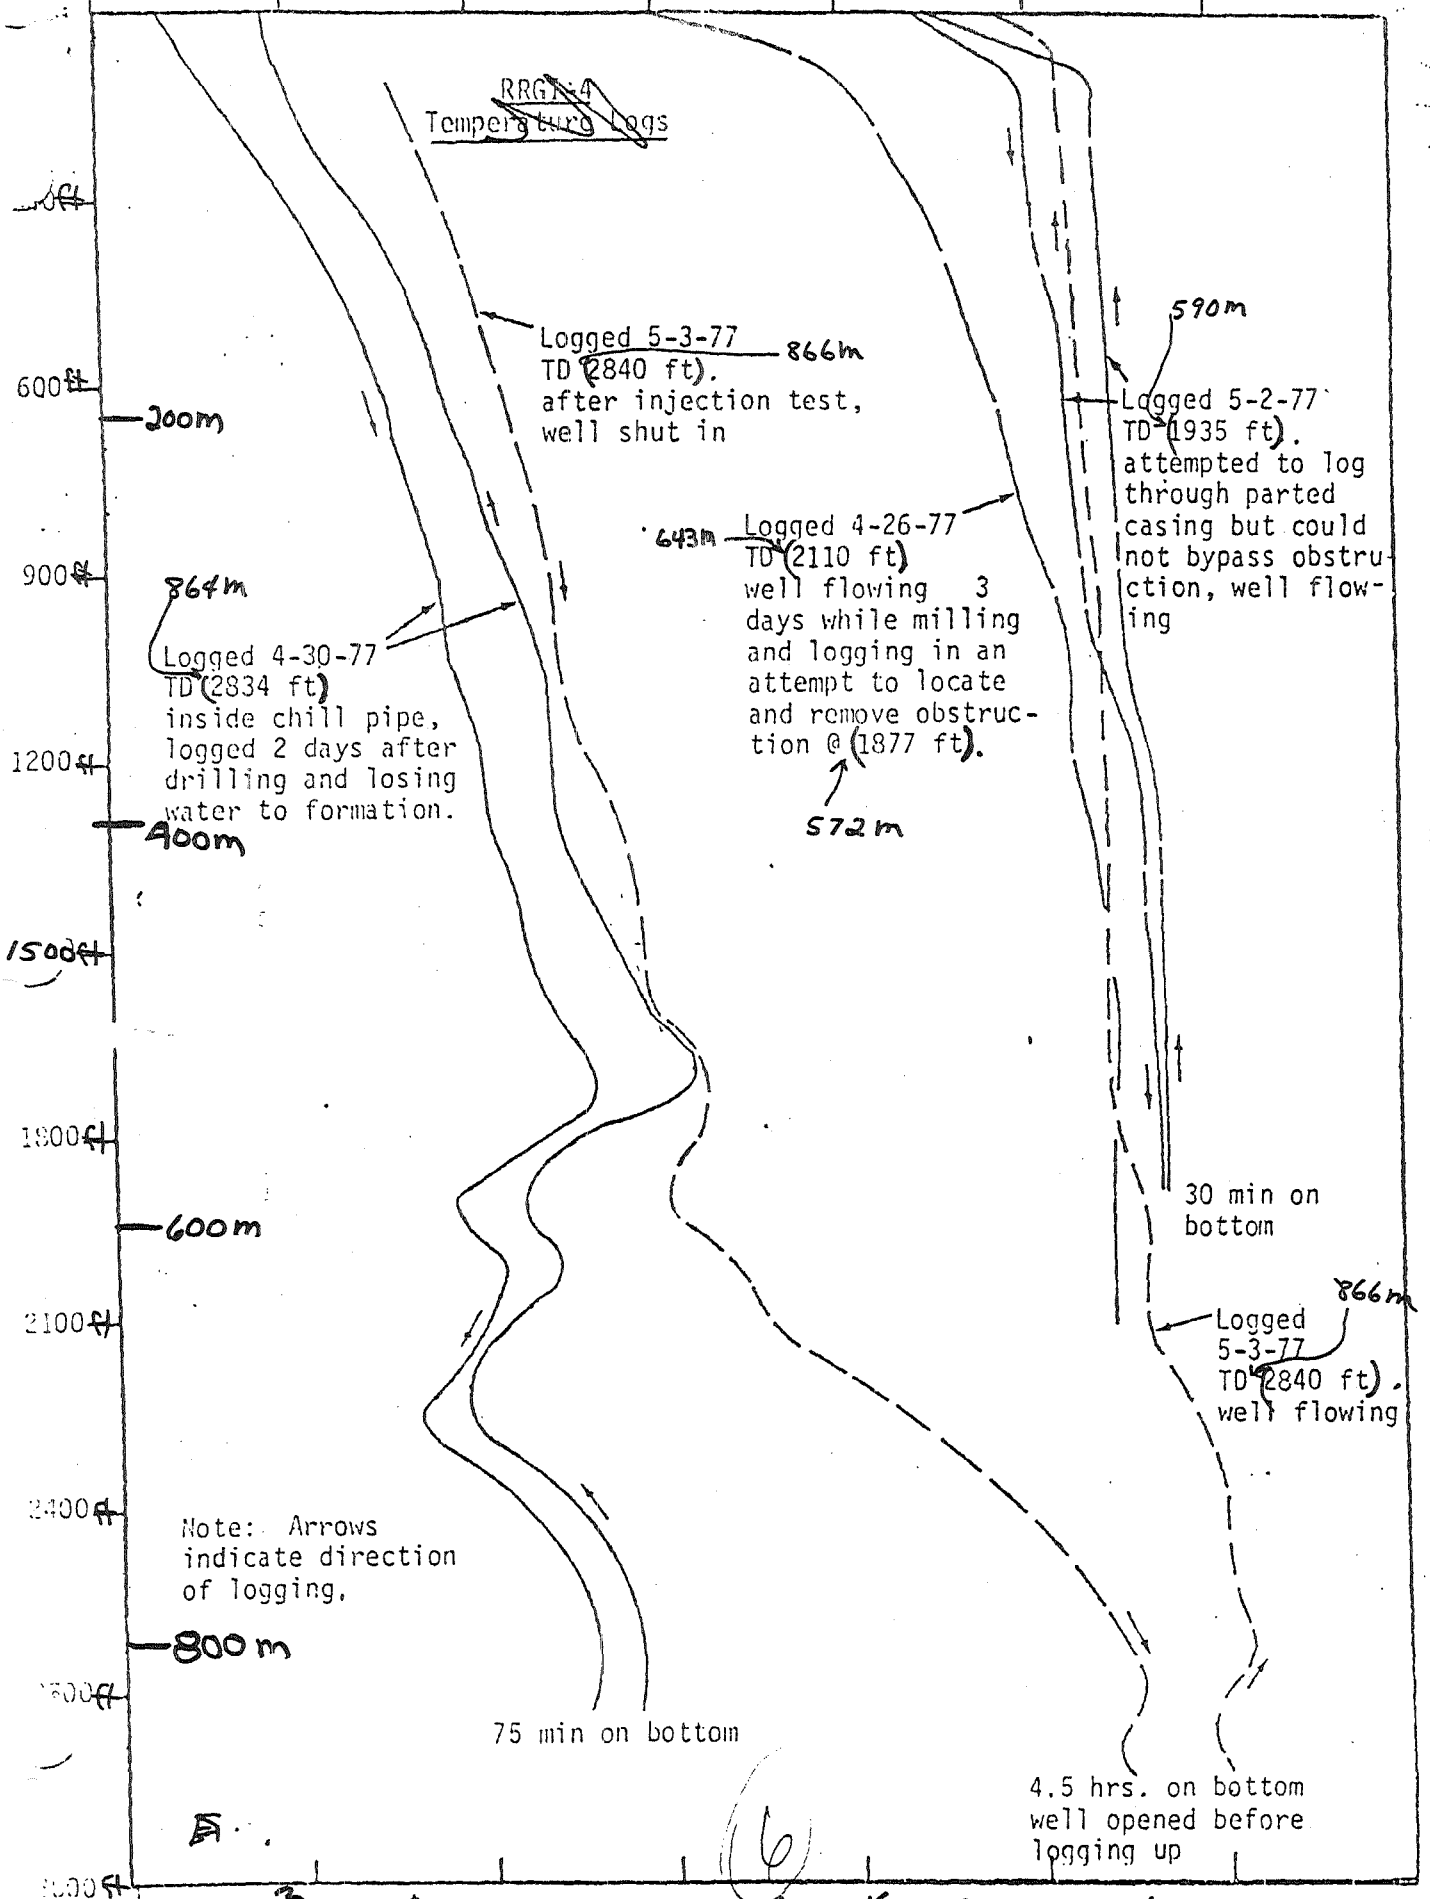 RRGI-4
Temperature Logs
600ft
200m
900ft
1200ft
400m
1500ft
1800ft
600m
2100ft
2400ft
800m
Logged 5-3-77
TD (2840 ft).
866m
after injection test,
well shut in
590m
Logged 5-2-77
TD (1935 ft).
attempted to log
through parted
casing but could
not bypass obstru-
ction, well flow-
ing
643m
Logged 4-26-77
TD (2110 ft)
well flowing 3
days while milling
and logging in an
attempt to locate
and remove obstruc-
tion @ (1877 ft).
572m
864m
Logged 4-30-77
TD (2834 ft)
inside chill pipe,
logged 2 days after
drilling and losing
water to formation.
30 min on
bottom
866m
Logged
5-3-77
TD (2840 ft).
well flowing
Note: Arrows
indicate direction
of logging.
75 min on bottom
4.5 hrs. on bottom
well opened before
logging up
6